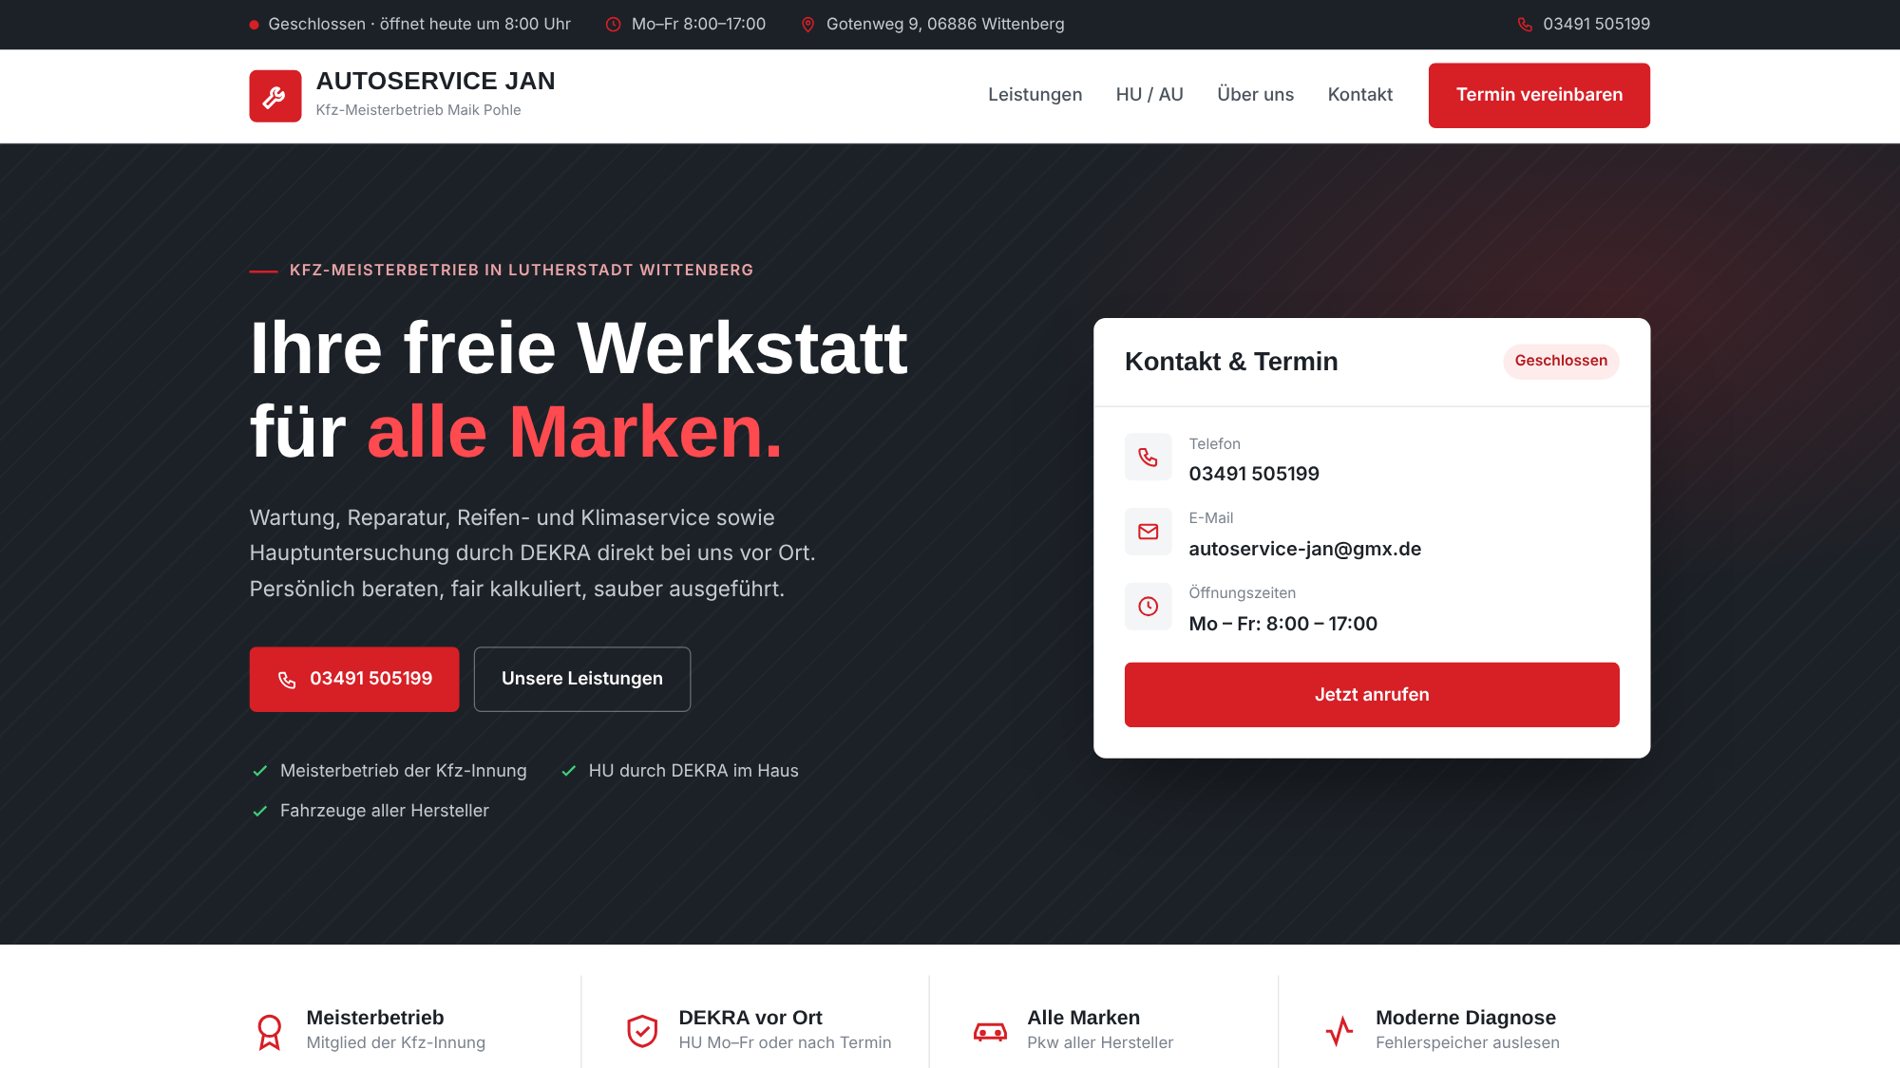 Geschlossen · öffnet heute um 8:00 Uhr
Mo–Fr 8:00–17:00
Gotenweg 9, 06886 Wittenberg
03491 505199
AUTOSERVICE JAN
Kfz-Meisterbetrieb Maik Pohle
Leistungen
HU / AU
Über uns
Kontakt
Termin vereinbaren
KFZ-MEISTERBETRIEB IN LUTHERSTADT WITTENBERG
Ihre freie Werkstatt
für alle Marken.
Wartung, Reparatur, Reifen- und Klimaservice sowie
Hauptuntersuchung durch DEKRA direkt bei uns vor Ort.
Persönlich beraten, fair kalkuliert, sauber ausgeführt.
03491 505199
Unsere Leistungen
Meisterbetrieb der Kfz-Innung
HU durch DEKRA im Haus
Fahrzeuge aller Hersteller
Kontakt & Termin
Geschlossen
Telefon
03491 505199
E-Mail
autoservice-jan@gmx.de
Öffnungszeiten
Mo – Fr: 8:00 – 17:00
Jetzt anrufen
Meisterbetrieb
Mitglied der Kfz-Innung
DEKRA vor Ort
HU Mo–Fr oder nach Termin
Alle Marken
Pkw aller Hersteller
Moderne Diagnose
Fehlerspeicher auslesen